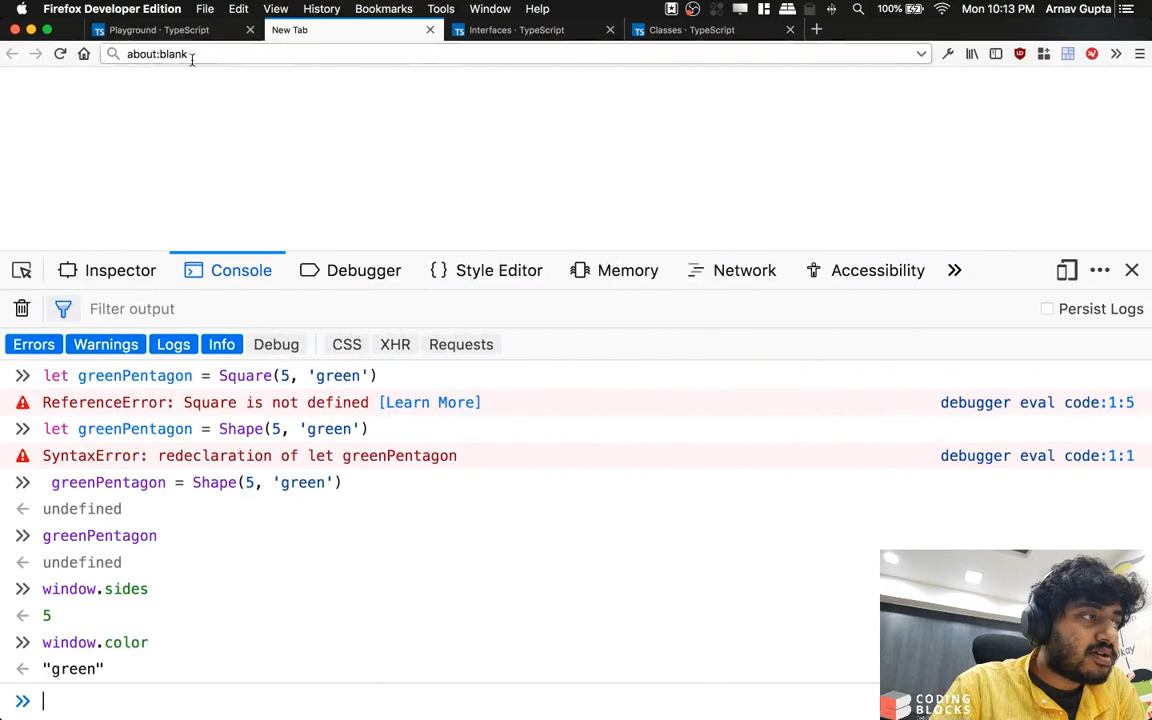 Firefox Developer Edition File Edit View History Bookmarks Tools Window Help 100% Mon 10:13 PM Arnav Gupta
TS Playground · TypeScript New Tab TS Interfaces · TypeScript TS Classes · TypeScript
about:blank
Inspector Console Debugger Style Editor Memory Network Accessibility
Filter output Persist Logs
Errors Warnings Logs Info Debug CSS XHR Requests
let greenPentagon = Square(5, 'green')
ReferenceError: Square is not defined [Learn More] debugger eval code:1:5
let greenPentagon = Shape(5, 'green')
SyntaxError: redeclaration of let greenPentagon debugger eval code:1:1
greenPentagon = Shape(5, 'green')
undefined
greenPentagon
undefined
window.sides
5
window.color
"green"
CODING
BLOCKS